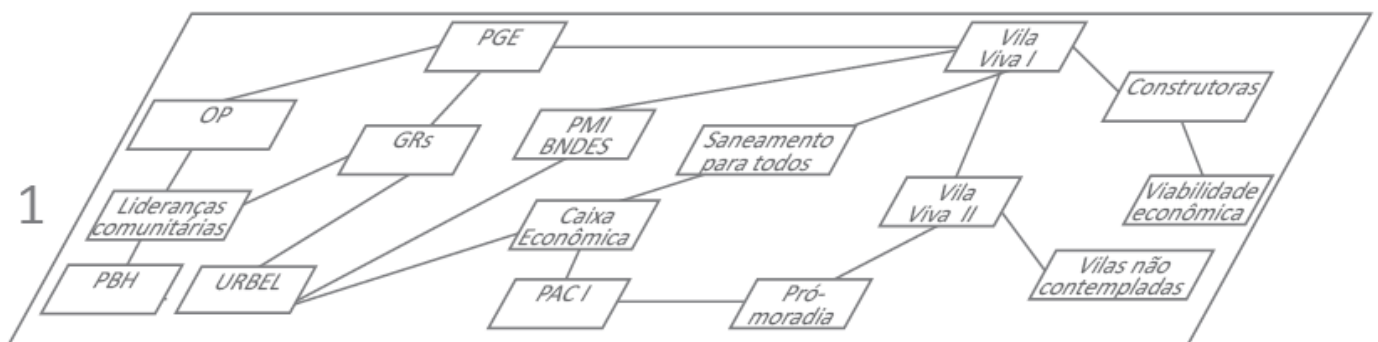 PGE
Vila
Viva I
Construtoras
OP
GRs
PMI
BNDES
Saneamento
para todos
1
Lideranças
comunitárias
Caixa
Econômica
Vila
Viva II
Viabilidade
econômica
PBH
URBEL
PAC I
Pró-
moradia
Vilas não
contempladas